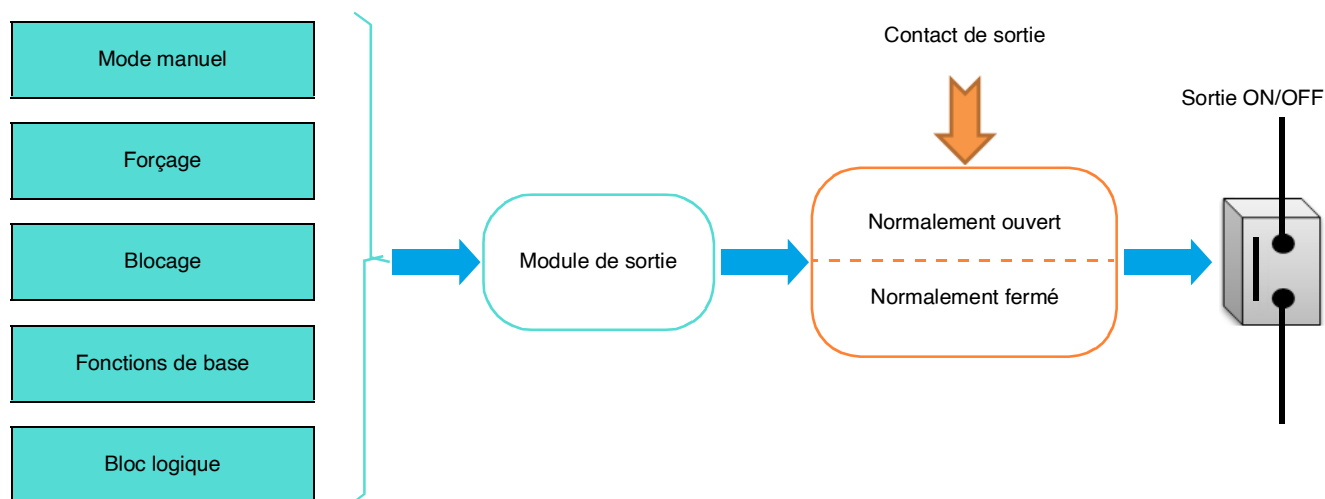 Mode manuel
Forçage
Blocage
Fonctions de base
Bloc logique
Module de sortie
Contact de sortie
Normalement ouvert
Normalement fermé
Sortie ON/OFF